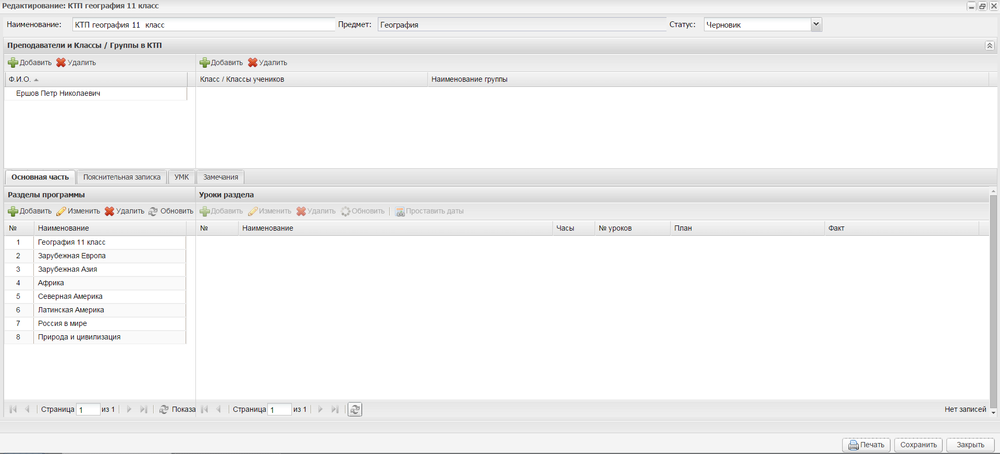 Редактирование: КТП география 11 класс
Наименование: КТП география 11 класс Предмет: География Статус: Черновик
Преподаватели и Классы / Группы в КТП
Добавить Удалить Добавить Удалить
Ф.И.О. Класс / Классы учеников Наименование группы
Ершов Петр Николаевич
Основная часть Пояснительная записка УМК Замечания
Разделы программы Уроки раздела
Добавить Изменить Удалить Обновить Добавить Изменить Удалить Обновить Проставить даты
№ Наименование № Наименование Часы № уроков План Факт
1 География 11 класс
2 Зарубежная Европа
3 Зарубежная Азия
4 Африка
5 Северная Америка
6 Латинская Америка
7 Россия в мире
8 Природа и цивилизация
Страница 1 из 1 Показа Страница 1 из 1 Нет записей
Печать Сохранить Закрыть